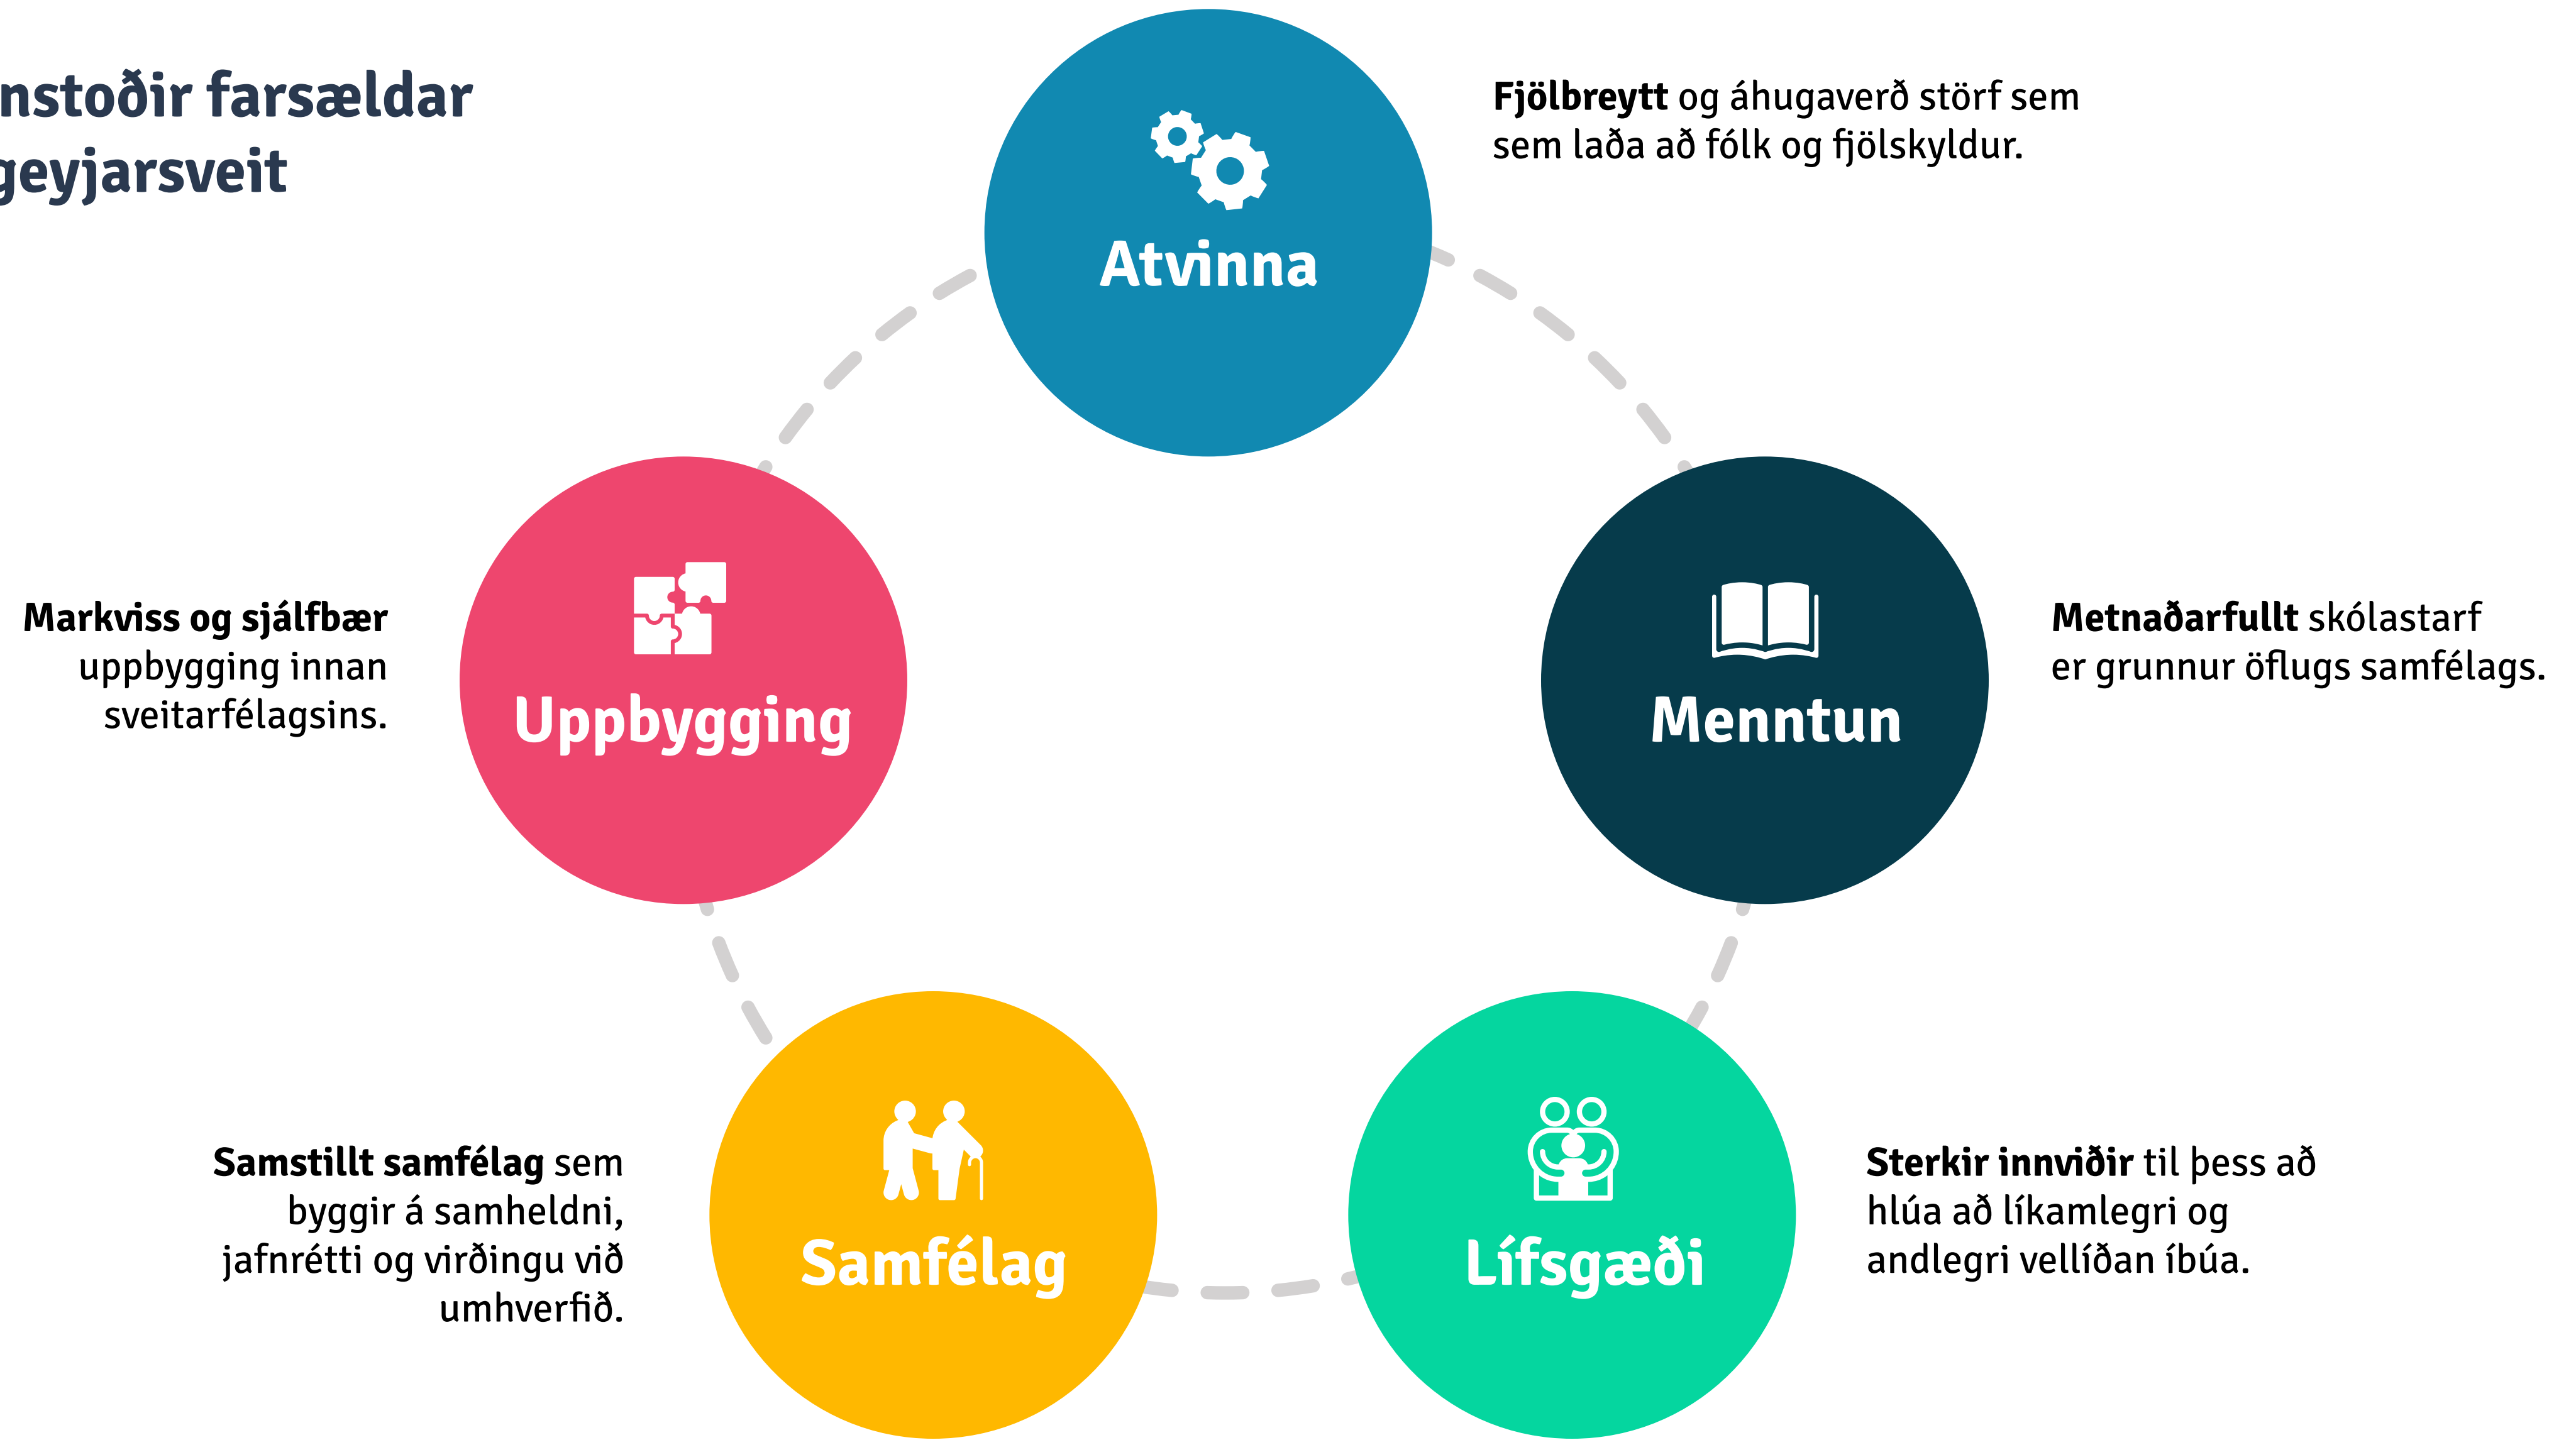 nstoðir farsældar
geyjarsveit
Atvinna
Fjölbreytt og áhugaverð störf sem
sem laða að fólk og fjölskyldur.
Uppbygging
Markviss og sjálfbær
uppbygging innan
sveitarfélagsins.
Menntun
Metnaðarfullt skólastarf
er grunnur öflugs samfélags.
Samfélag
Samstillt samfélag sem
byggir á samheldni,
jafnrétti og virðingu við
umhverfið.
Lífsgæði
Sterkir innviðir til þess að
hlúa að líkamlegri og
andlegri vellíðan íbúa.